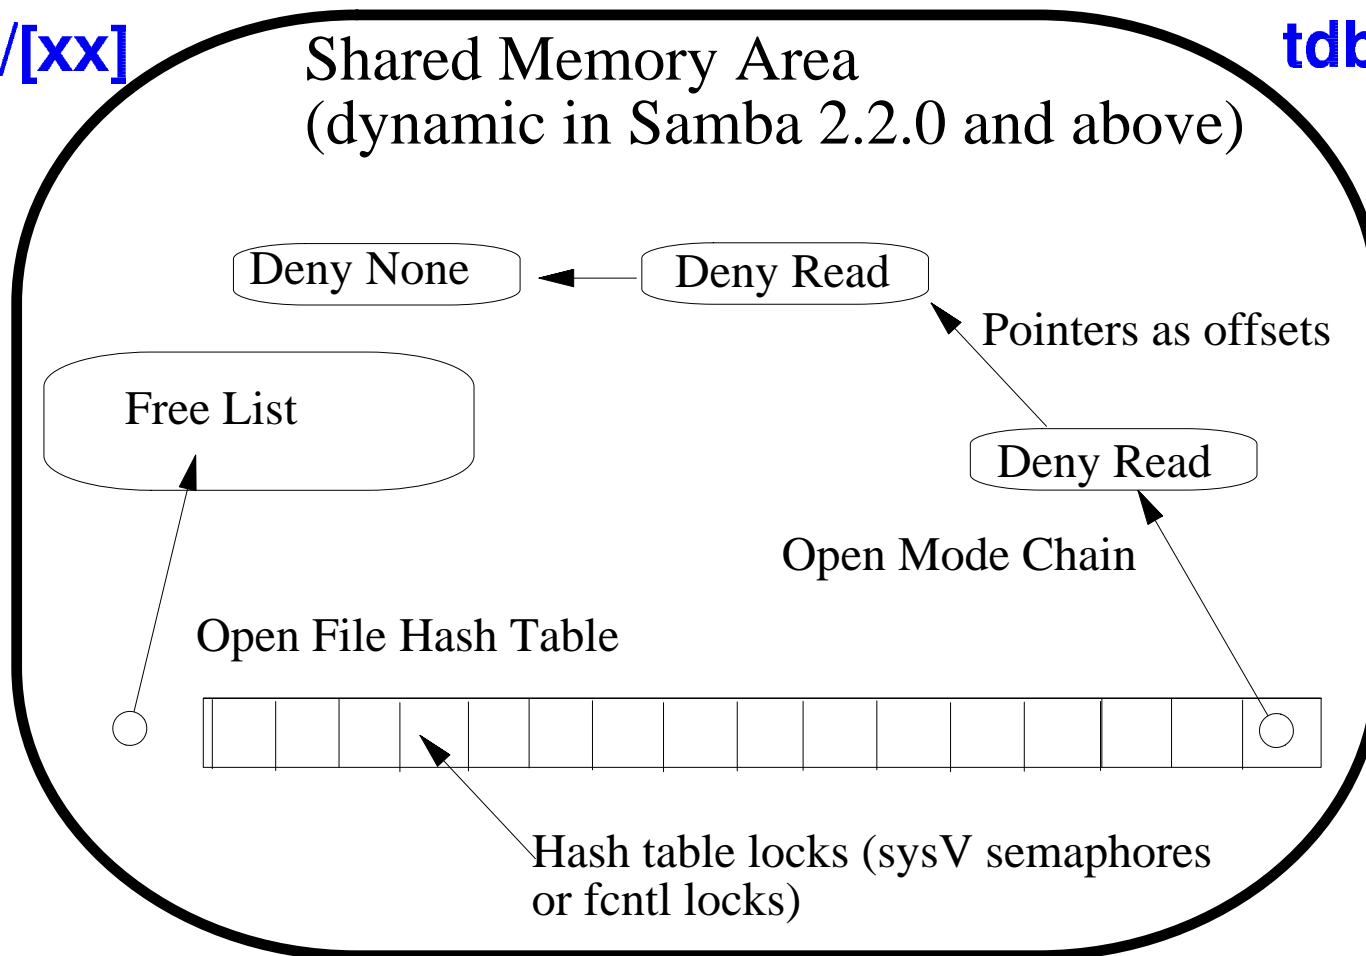 /[xx]
tdb
Shared Memory Area
(dynamic in Samba 2.2.0 and above)
Deny None
Deny Read
Pointers as offsets
Free List
Deny Read
Open Mode Chain
Open File Hash Table
Hash table locks (sysV semaphores
or fcntl locks)